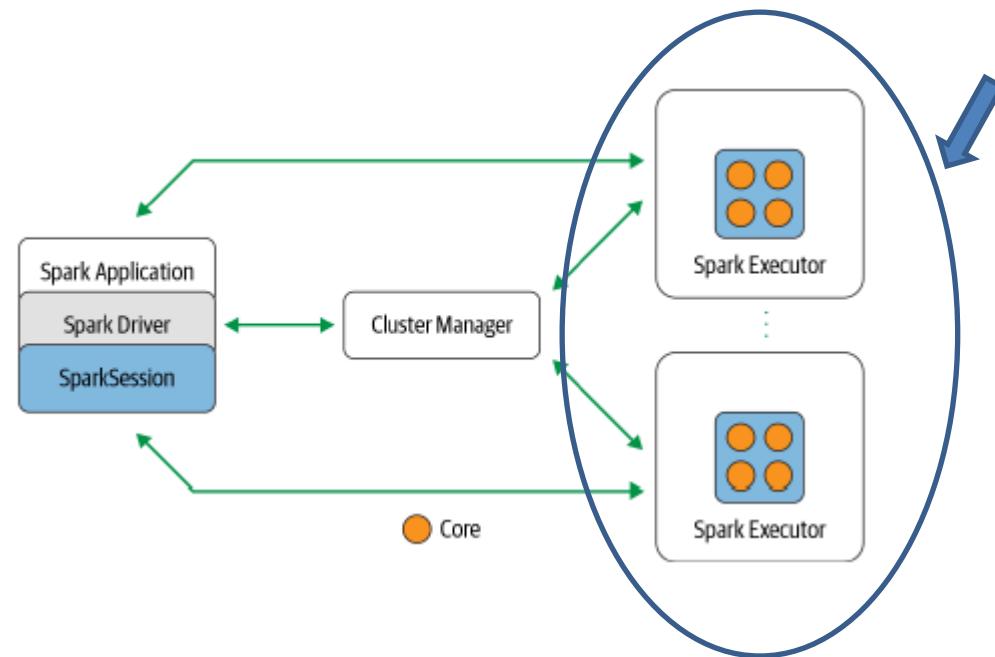 Spark Application
Spark Driver
SparkSession
Cluster Manager
Spark Executor
Spark Executor
Core